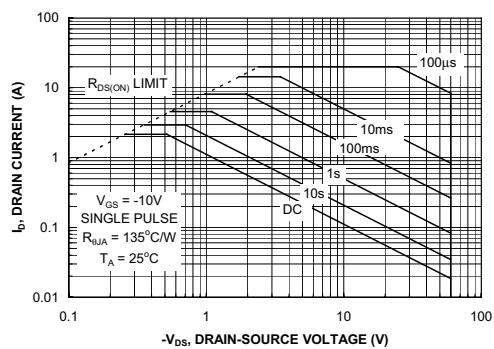 100
10
1
0.1
0.01
I_D, DRAIN CURRENT (A)
R_DS(ON) LIMIT
100μs
10ms
100ms
1s
10s
DC
V_GS = -10V
SINGLE PULSE
R_θJA = 135°C/W
T_A = 25°C
0.1
1
10
100
-V_DS, DRAIN-SOURCE VOLTAGE (V)